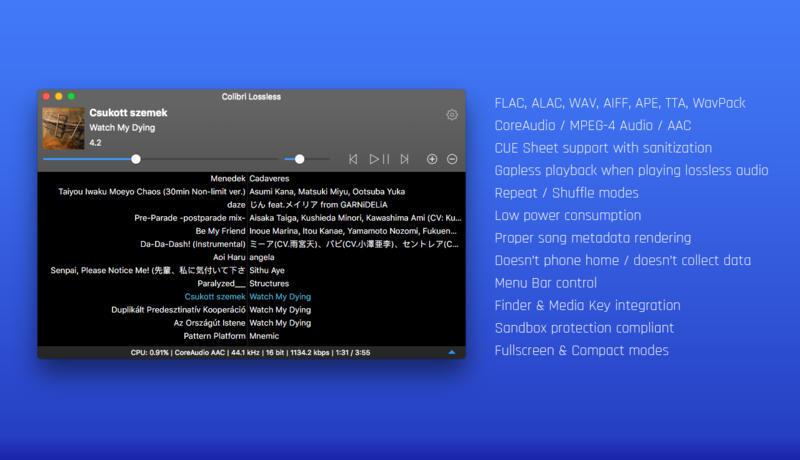 Colibri Lossless
Csukott szemek
Watch My Dying
4.2
Menedek Cadaveres
Taiyou Iwaku Moeyo Chaos (30min Non-limit ver.) Asumi Kana, Matsuki Miyu, Ootsuba Yuka
daze じん feat.メイリア from GARNiDELiA
Pre-Parade -postparade mix- Aisaka Taiga, Kushieda Minori, Kawashima Ami (CV: Ku...
Be My Friend Inoue Marina, Itou Kanae, Yamamoto Nozomi, Fukuen...
Da-Da-Dash! (Instrumental) ミーア(CV.雨宮天)、パピ(CV.小澤亜李)、セントレア(C...
Aoi Haru angela
Senpai, Please Notice Me! (先輩、私に気付いて下さ Sithu Aye
Paralyzed__ Structures
Csukott szemek Watch My Dying
Duplikált Predesztinatív Kooperáció Watch My Dying
Az Országút Istene Watch My Dying
Pattern Platform Mnemic
CPU: 0.91% | CoreAudio AAC | 44.1 kHz | 16 bit | 1134.2 kbps | 1:31 / 3:55
FLAC, ALAC, WAV, AIFF, APE, TTA, WavPack
CoreAudio / MPEG-4 Audio / AAC
CUE Sheet support with sanitization
Gapless playback when playing lossless audio
Repeat / Shuffle modes
Low power consumption
Proper song metadata rendering
Doesn't phone home / doesn't collect data
Menu Bar control
Finder & Media Key integration
Sandbox protection compliant
Fullscreen & Compact modes